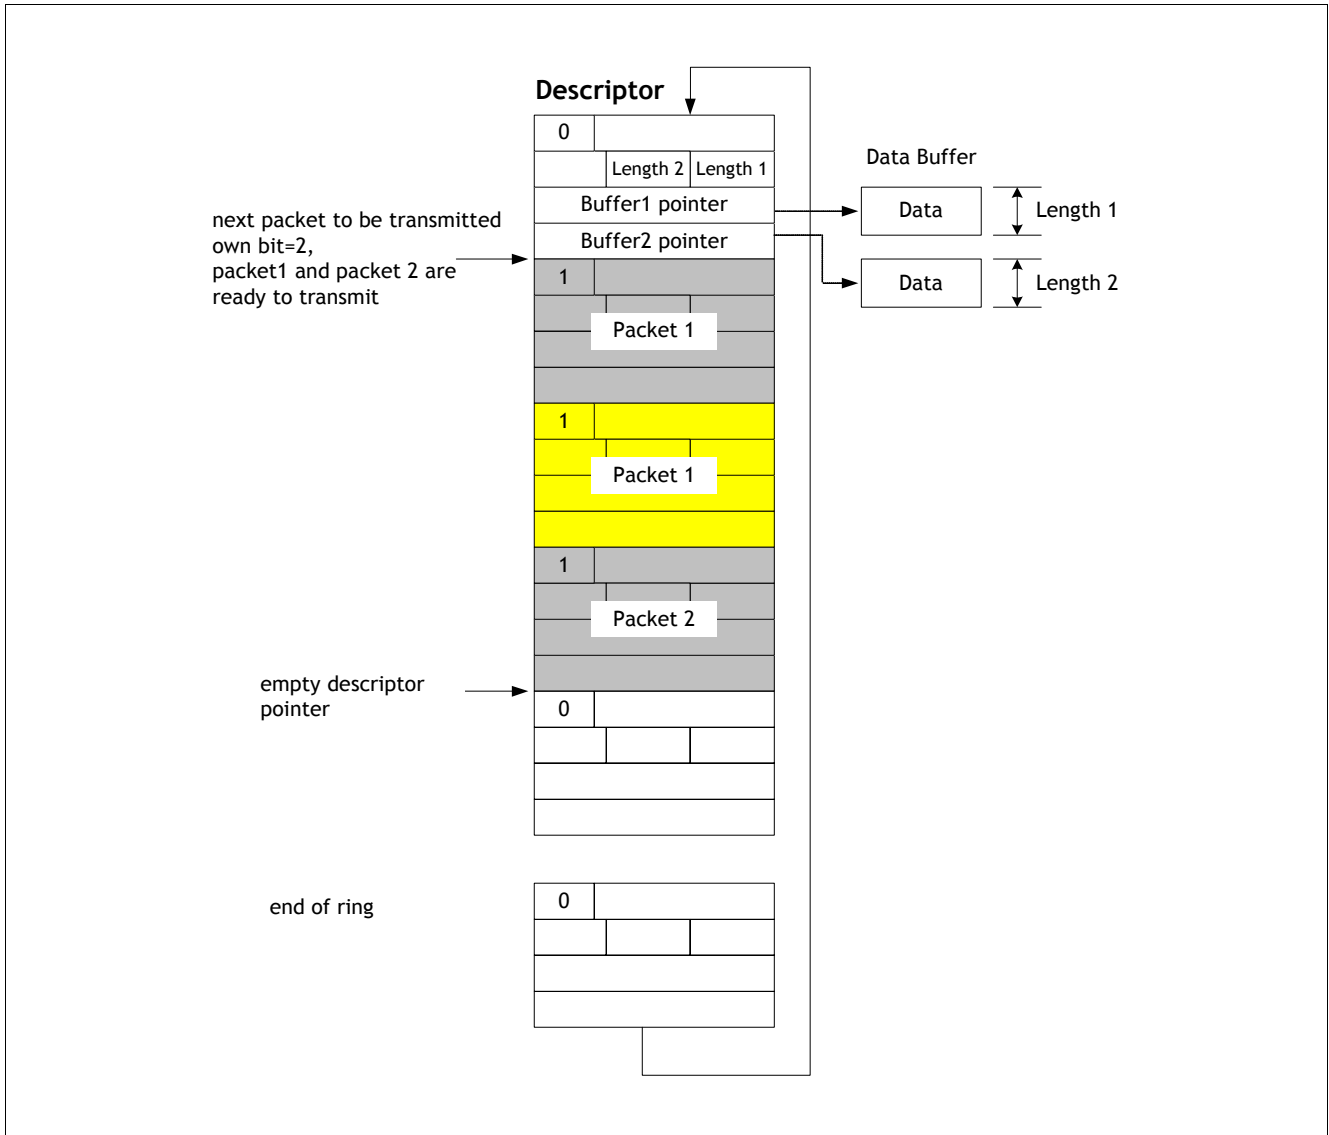 Descriptor
0
Length 2 Length 1
Data Buffer
Buffer1 pointer
Data
Length 1
Buffer2 pointer
Data
Length 2
next packet to be transmitted
own bit=2,
packet1 and packet 2 are
ready to transmit
1
Packet 1
1
Packet 1
1
Packet 2
empty descriptor
pointer
0
end of ring
0